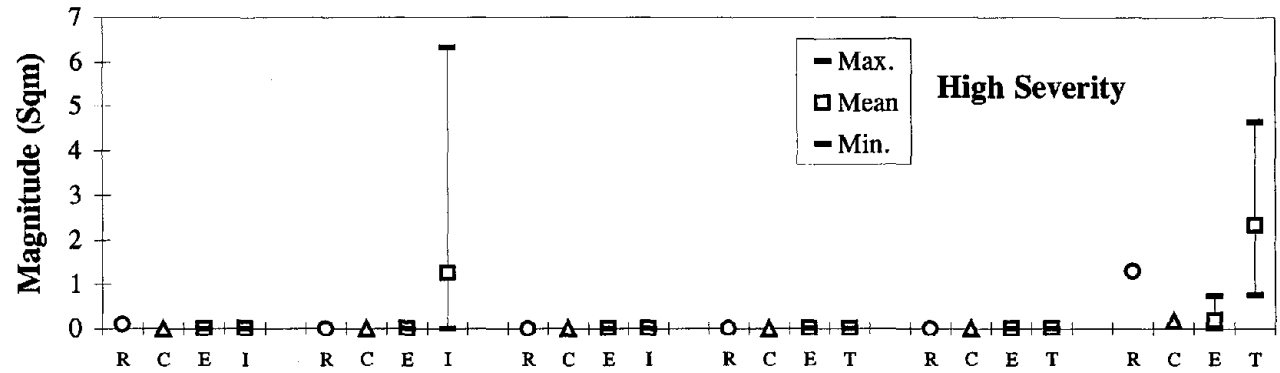 7
6
5
4
3
2
1
0
Magnitude (Sqm)
Max.
Mean
Min.
High Severity
R C E I R C E I R C E I R C E T R C E T R C E T